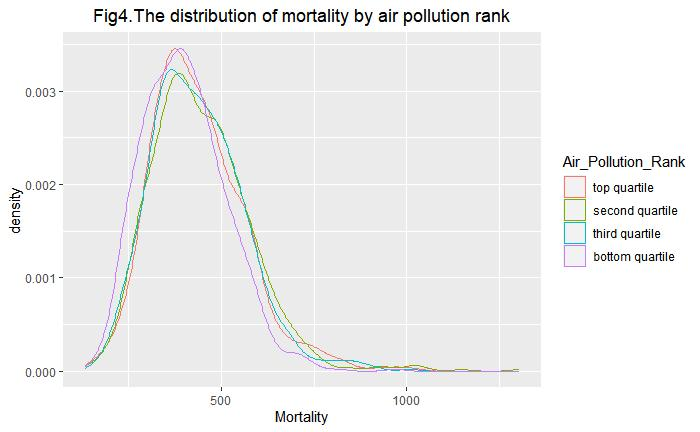 Fig4.The distribution of mortality by air pollution rank
0.003
0.002
0.001
0.000
density
500
1000
Mortality
Air_Pollution_Rank
top quartile
second quartile
third quartile
bottom quartile